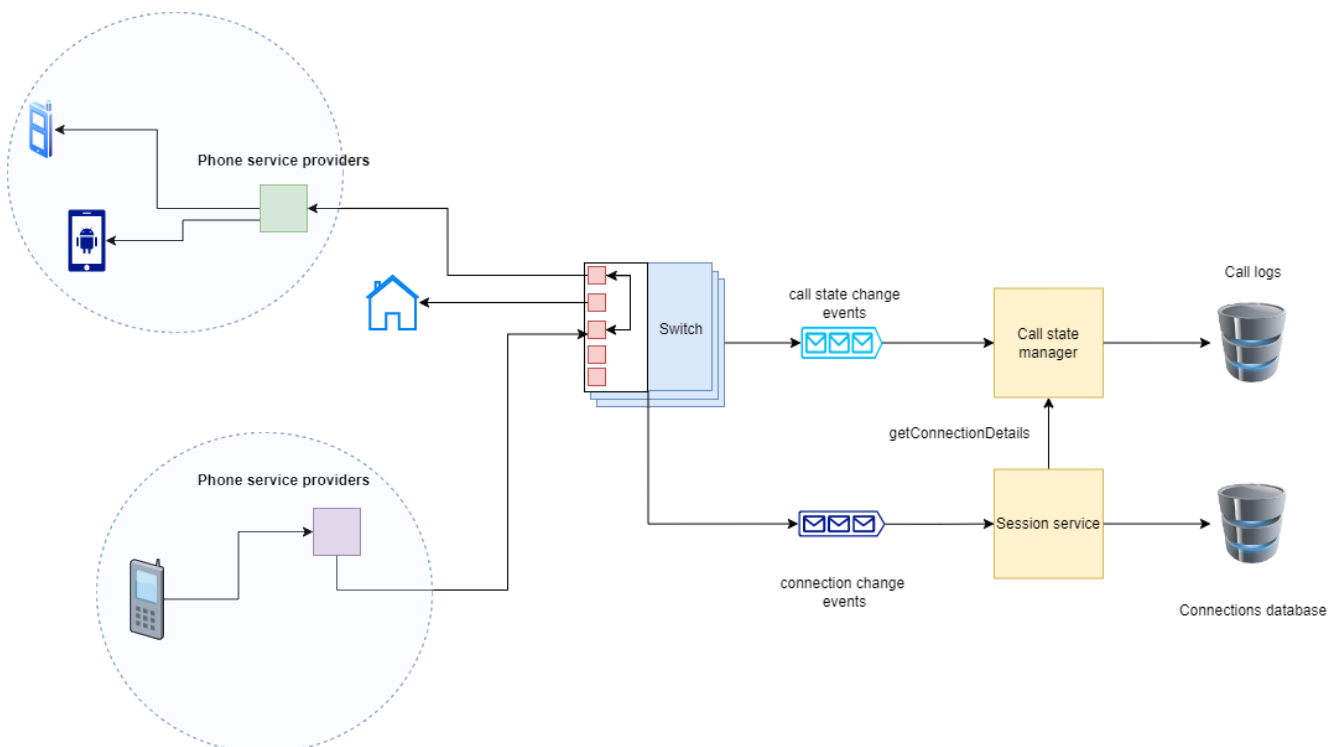 Phone service providers
Call logs
call state change
events
Switch
Call state
manager
getConnectionDetails
Phone service providers
Session service
connection change
events
Connections database